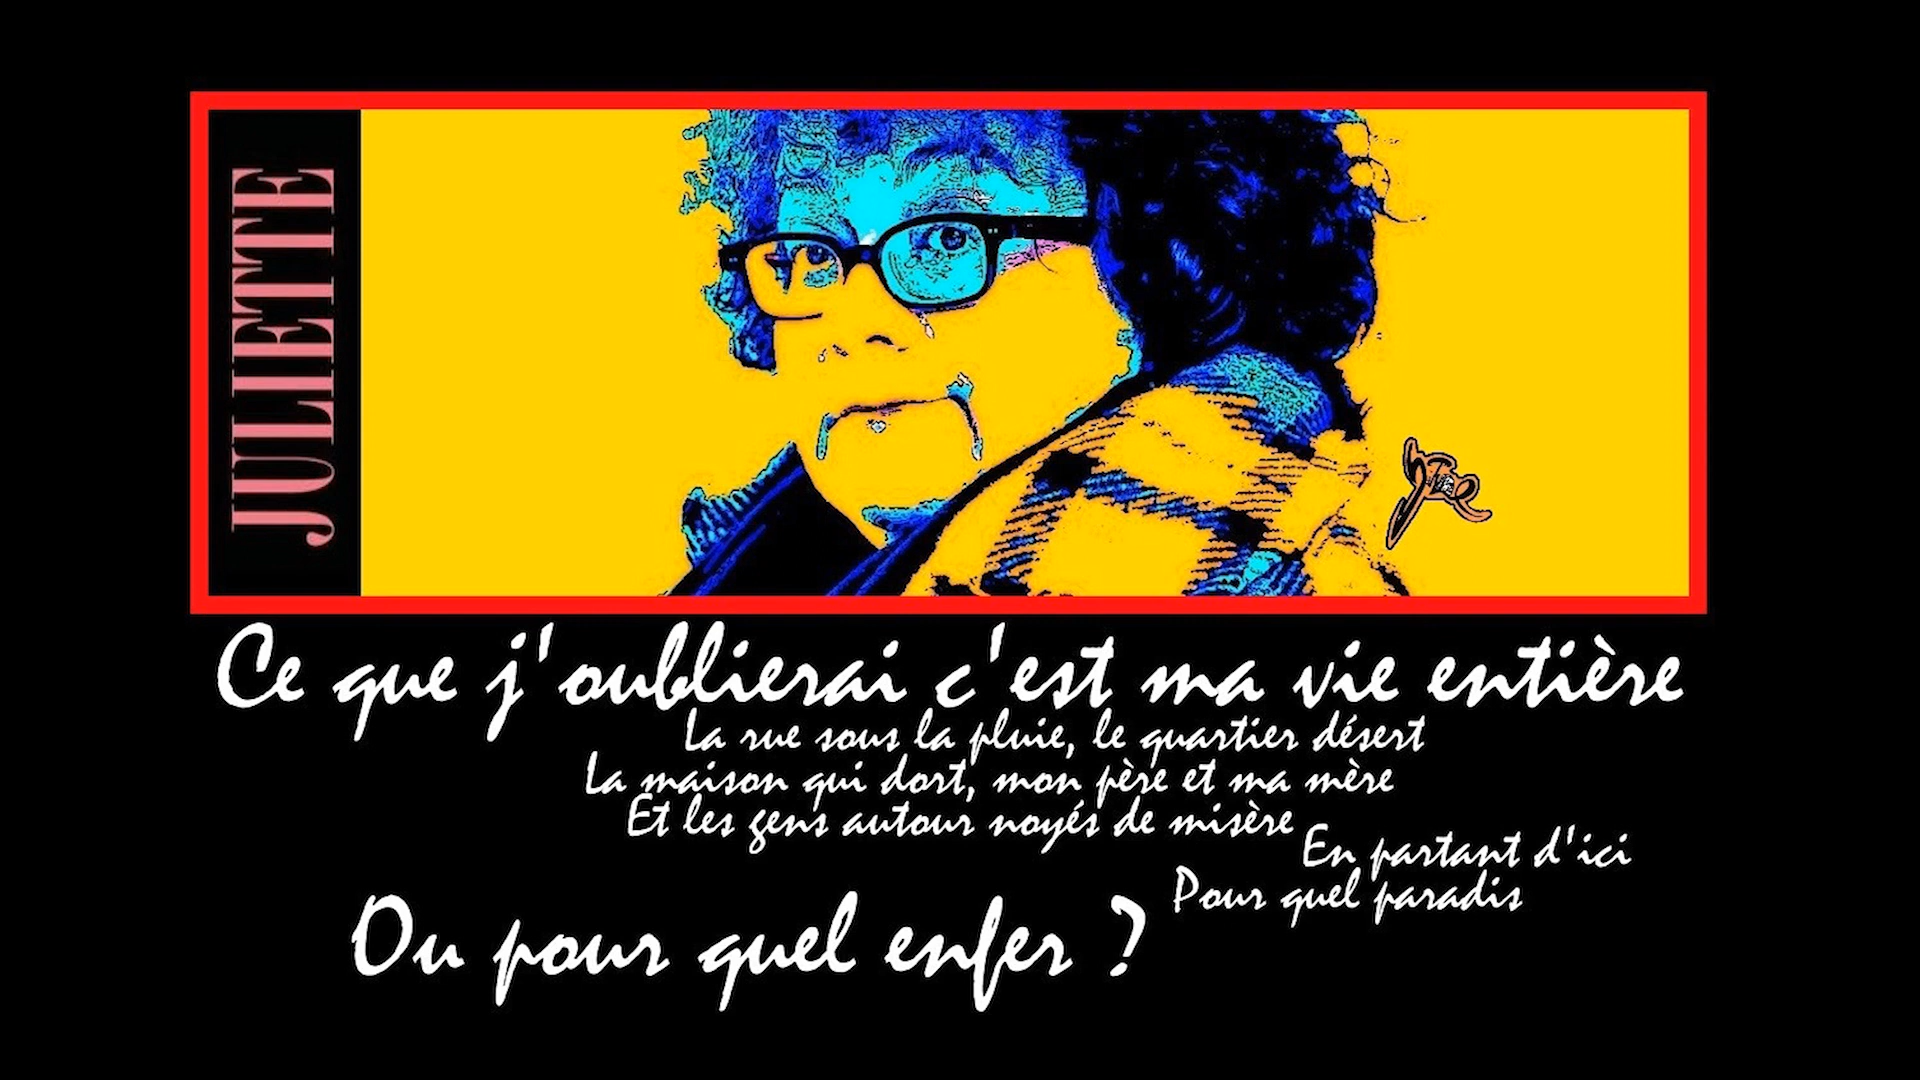 JULIETTE
Ce que j'oublierai c'est ma vie entière
La rue sous la pluie, le quartier désert
La maison qui dort, mon père et ma mère
Et les gens autour noyés de misère
En partant d'ici
Pour quel paradis
Ou pour quel enfer ?